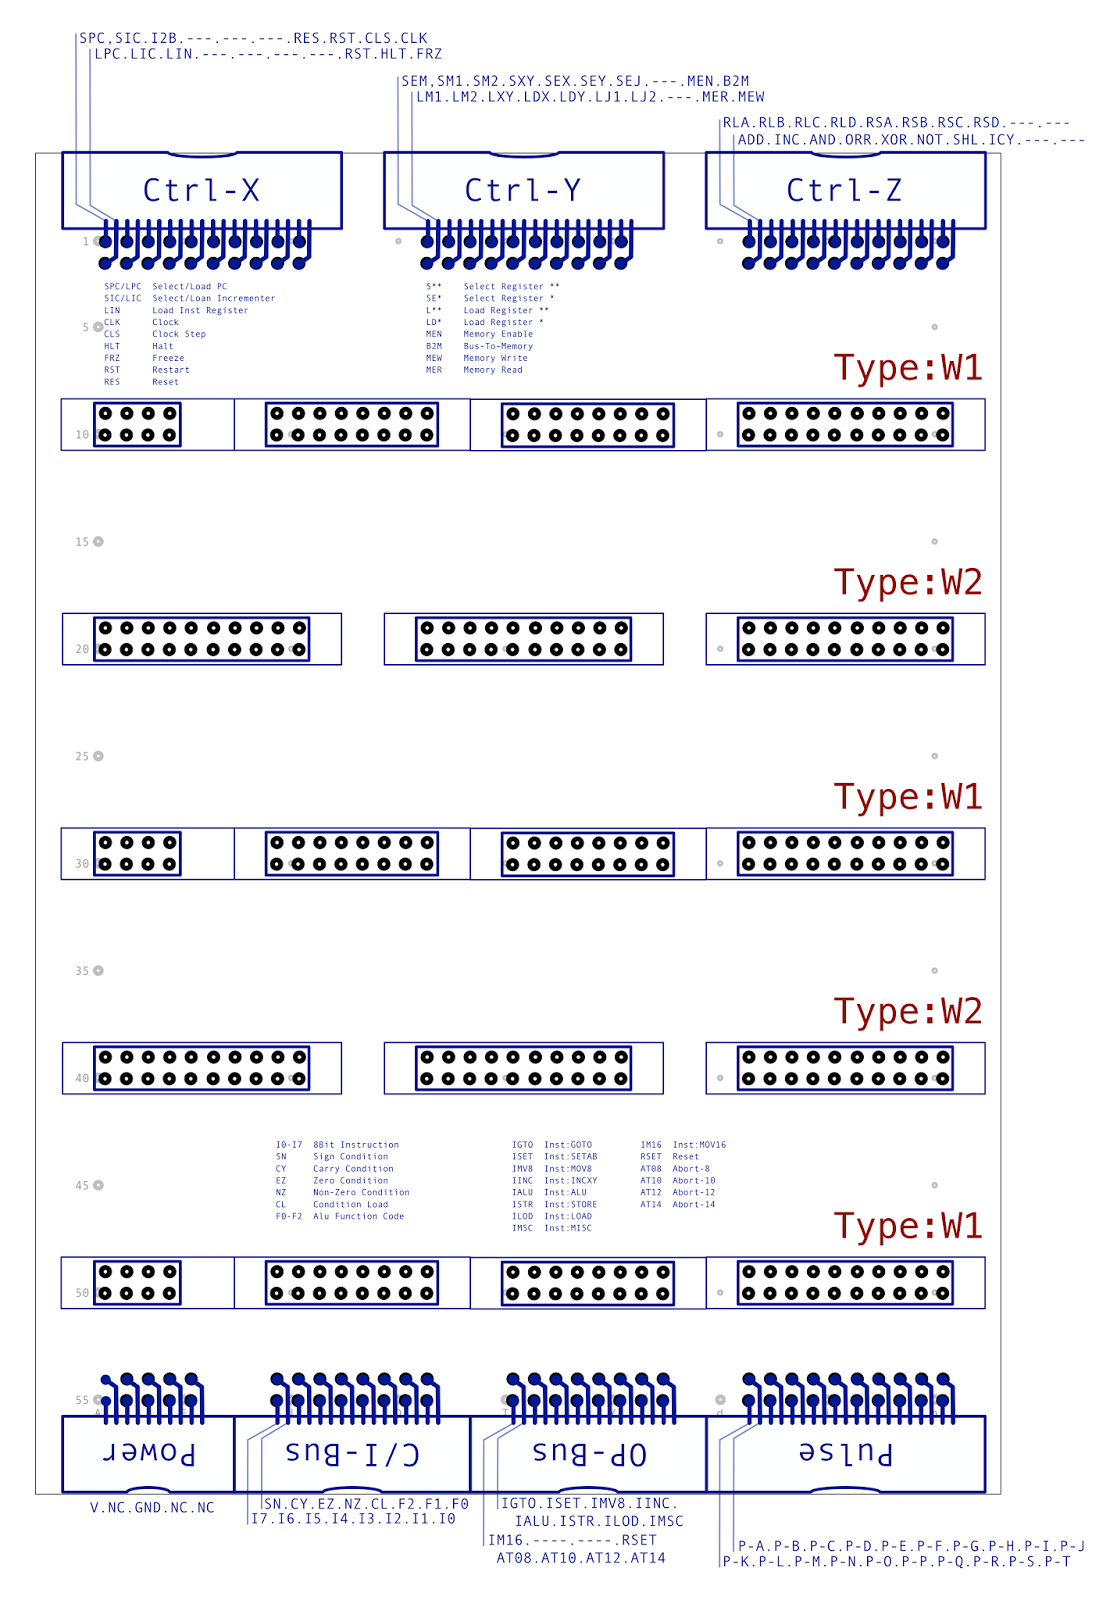 SPC,SIC.I2B.---.---.---.RES.RST.CLS.CLK
LPC.LIC.LIN.---.---.---.---.RST.HLT.FRZ
SEM,SM1.SM2.SXY.SEX.SEY.SEJ.---.MEN.B2M
LM1.LM2.LXY.LDX.LDY.LJ1.LJ2.---.MER.MEW
RLA.RLB.RLC.RLD.RSA.RSB.RSC.RSD.---.---
ADD.INC.AND.ORR.XOR.NOT.SHL.ICY.---.---
Ctrl-X
Ctrl-Y
Ctrl-Z
1
SPC/LPC Select/Load PC
SIC/LIC Select/Loan Incrementer
LIN Load Inst Register
CLK Clock
CLS Clock Step
HLT Halt
FRZ Freeze
RST Restart
RES Reset
S** Select Register **
SE* Select Register *
L** Load Register **
LD* Load Register *
MEN Memory Enable
B2M Bus-To-Memory
MEW Memory Write
MER Memory Read
5
Type:W1
10
15
Type:W2
20
25
Type:W1
30
35
Type:W2
40
I0-I7 8Bit Instruction
SN Sign Condition
CY Carry Condition
EZ Zero Condition
NZ Non-Zero Condition
CL Condition Load
F0-F2 Alu Function Code
IGTO Inst:GOTO
ISET Inst:SETAB
IMV8 Inst:MOV8
IINC Inst:INCXY
IALU Inst:ALU
ISTR Inst:STORE
ILOD Inst:LOAD
IMSC Inst:MISC
IM16 Inst:MOV16
RSET Reset
AT08 Abort-8
AT10 Abort-10
AT12 Abort-12
AT14 Abort-14
45
Type:W1
50
55
Power
C/I-Bus
OP-Bus
Pulse
V.NC.GND.NC.NC
SN.CY.EZ.NZ.CL.F2.F1.F0
I7.I6.I5.I4.I3.I2.I1.I0
IGTO.ISET.IMV8.IINC.
IALU.ISTR.ILOD.IMSC
IM16.----.----.RSET
AT08.AT10.AT12.AT14
P-A.P-B.P-C.P-D.P-E.P-F.P-G.P-H.P-I.P-J
P-K.P-L.P-M.P-N.P-O.P-P.P-Q.P-R.P-S.P-T